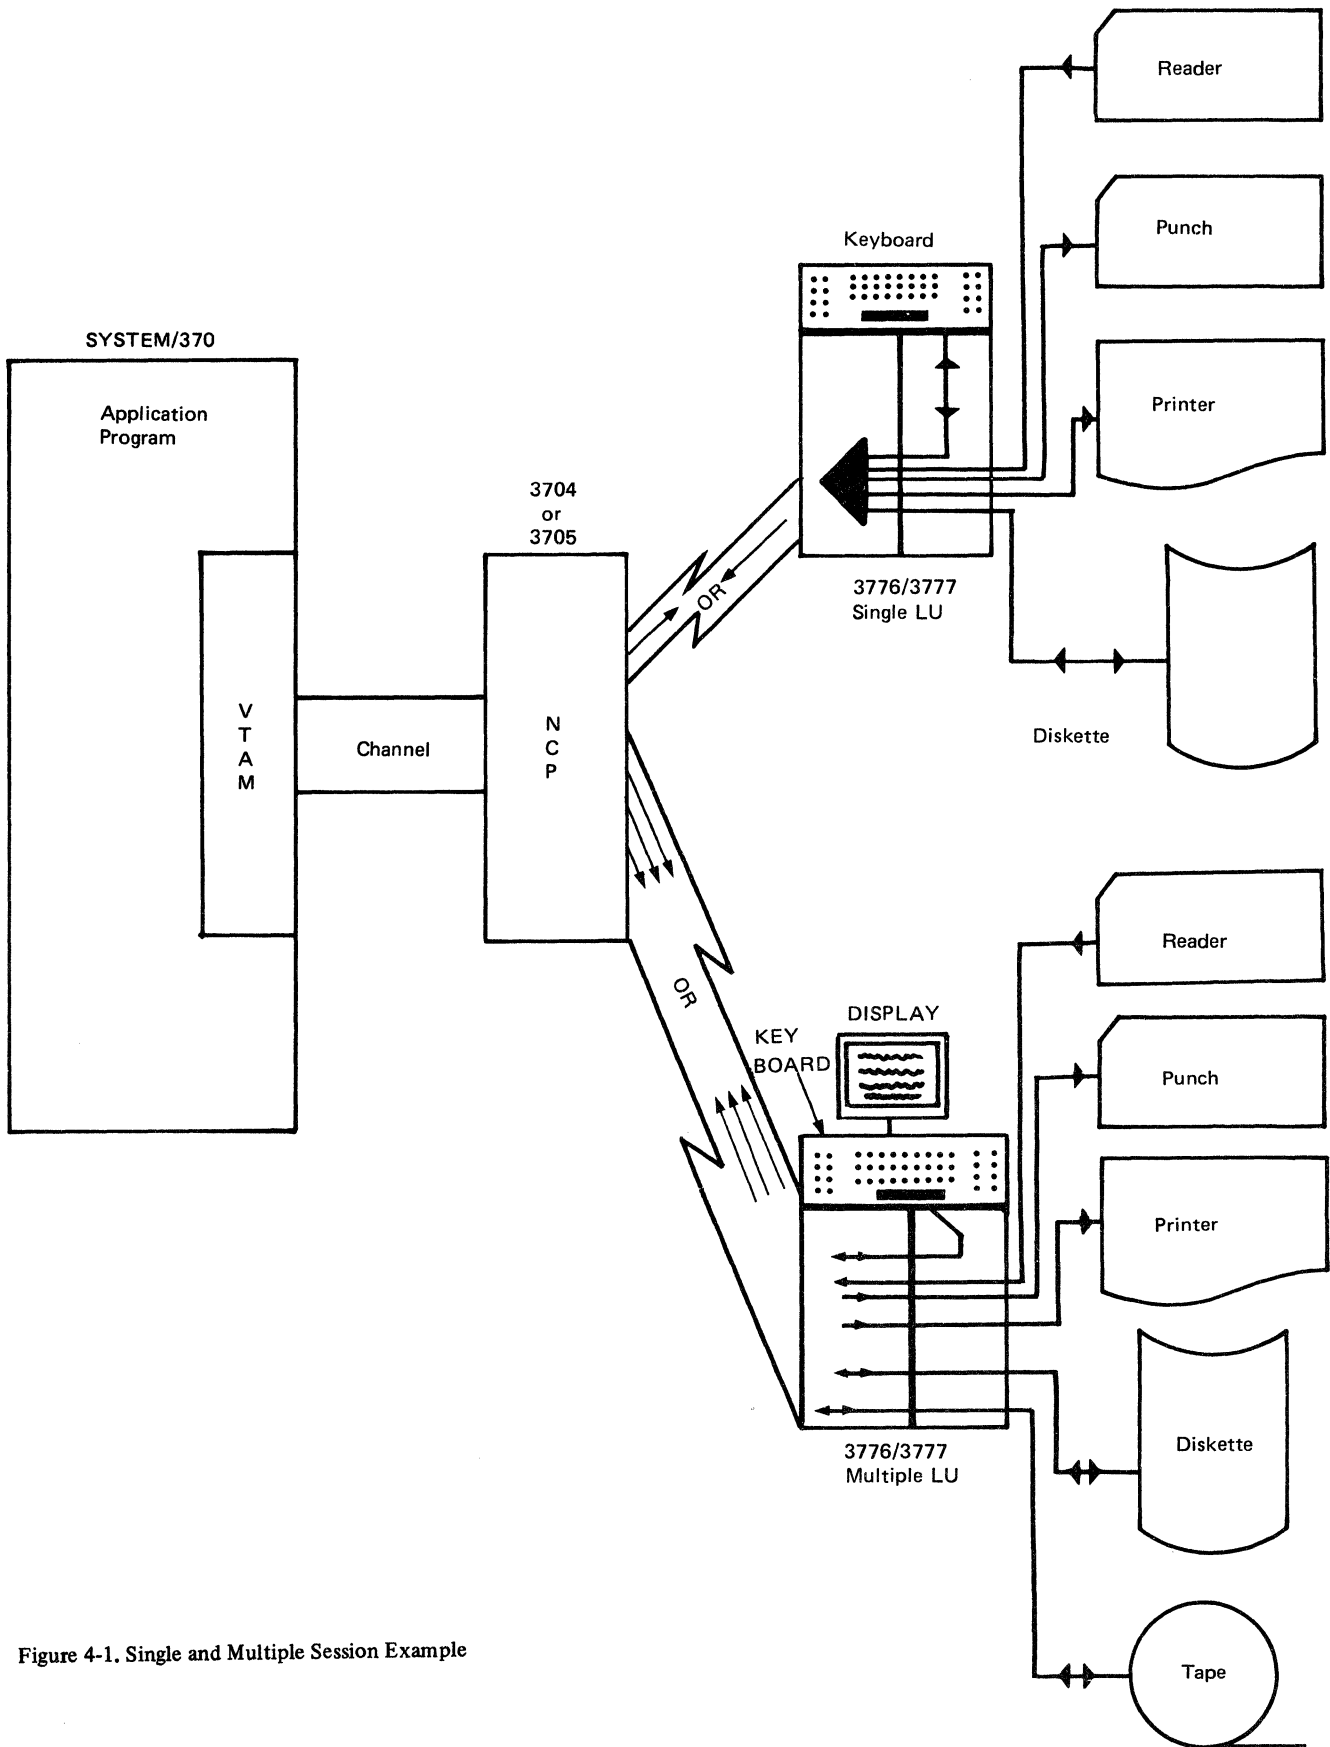 Reader
Punch
Keyboard
Printer
SYSTEM/370
Application
Program
3704
or
3705
OR
3776/3777
Single LU
V
T
A
M
Channel
N
C
P
Diskette
Reader
OR
DISPLAY
KEY
BOARD
Punch
Printer
3776/3777
Multiple LU
Diskette
Tape
Figure 4-1. Single and Multiple Session Example